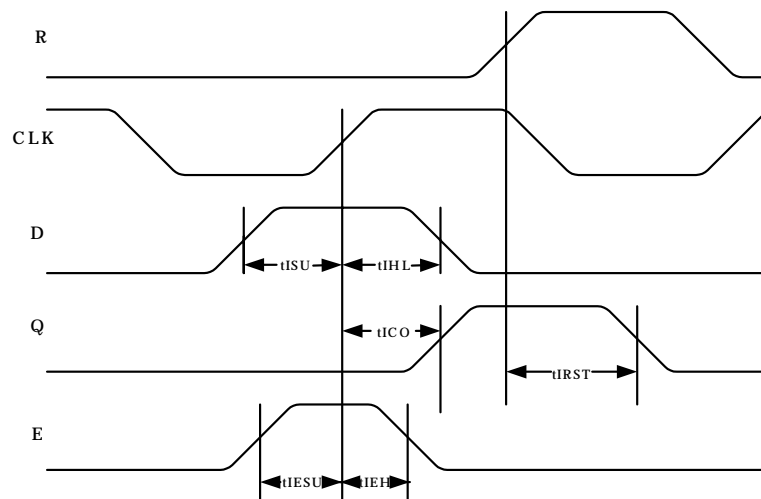 R
CLK
D
tISU
tIHL
Q
tICO
tIRST
E
tIESU
tIEH